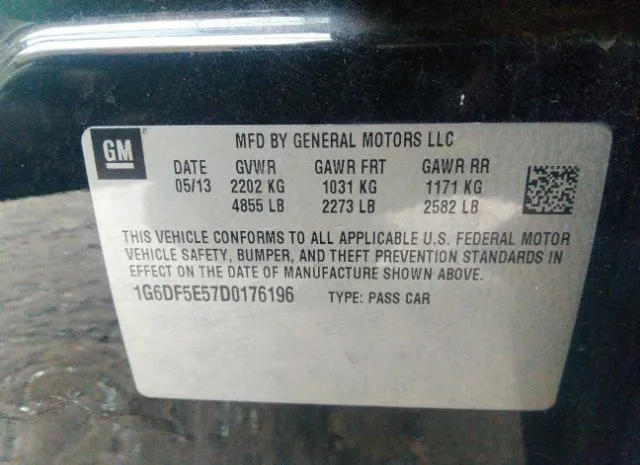 GM
MFD BY GENERAL MOTORS LLC
DATE GVWR GAWR FRT GAWR RR
05/13 2202 KG 1031 KG 1171 KG
4855 LB 2273 LB 2582 LB
THIS VEHICLE CONFORMS TO ALL APPLICABLE U.S. FEDERAL MOTOR
VEHICLE SAFETY, BUMPER, AND THEFT PREVENTION STANDARDS IN
EFFECT ON THE DATE OF MANUFACTURE SHOWN ABOVE.
1G6DF5E57D0176196 TYPE: PASS CAR